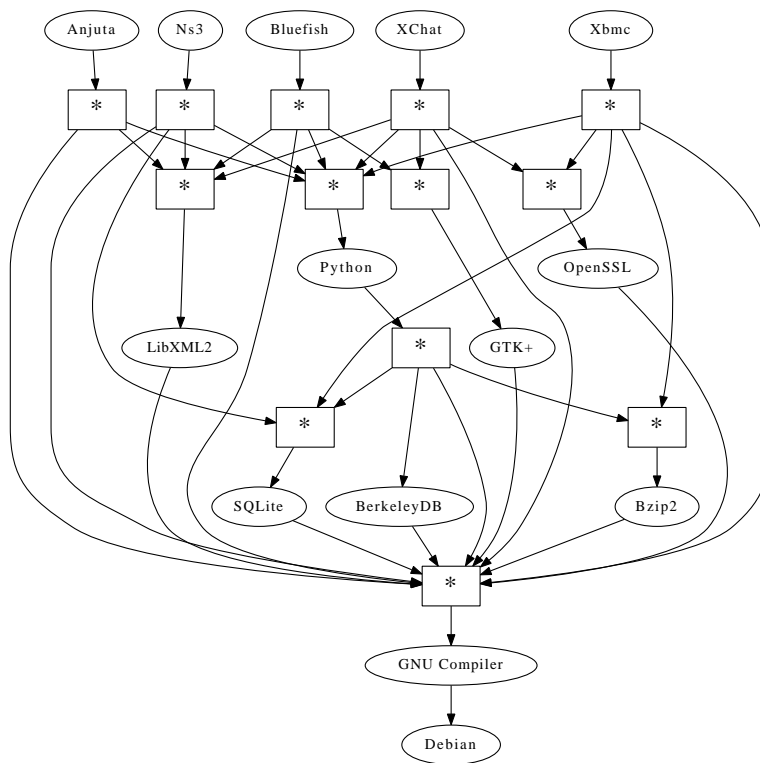 Anjuta Ns3 Bluefish XChat Xbmc
* * * * *
* * * *
Python OpenSSL
LibXML2 * GTK+
* *
SQLite BerkeleyDB Bzip2
*
GNU Compiler
Debian